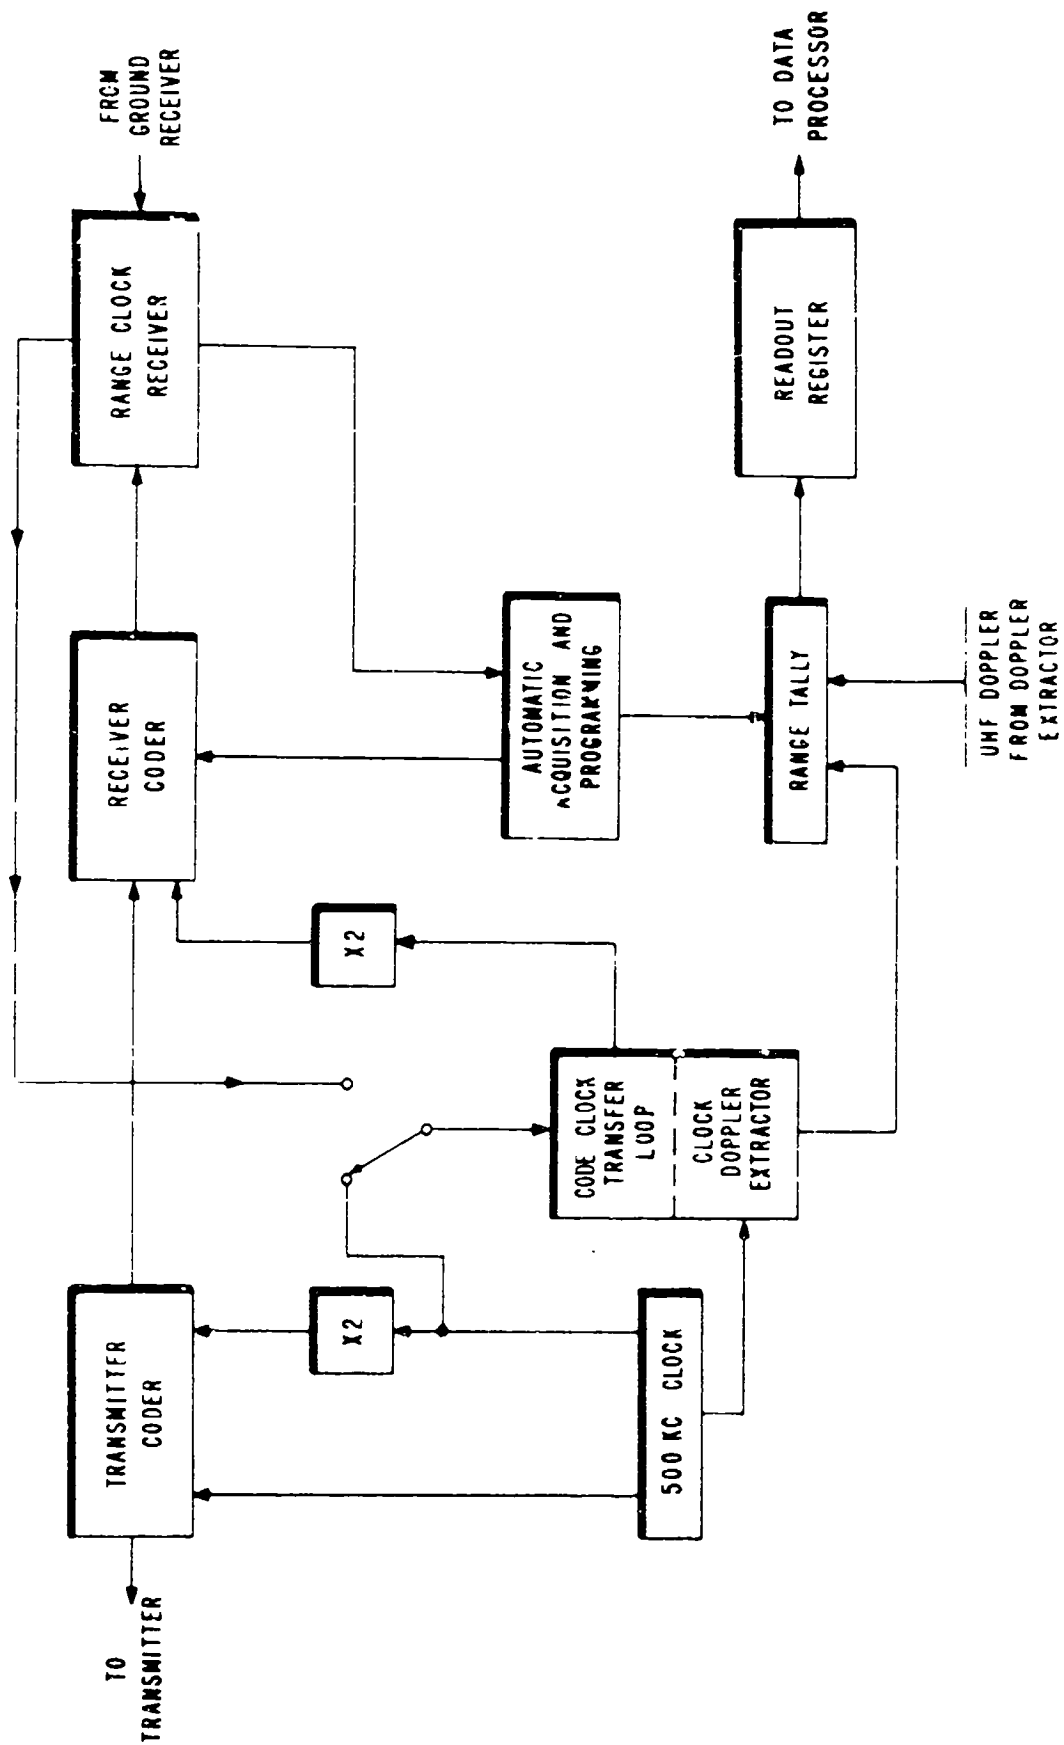 TO
TRANSMITTER
TRANSMITTER
CODER
X2
500 KC CLOCK
CODE CLOCK
TRANSFER
LOOP
CLOCK
DOPPLER
EXTRACTOR
X2
RECEIVER
CODER
AUTOMATIC
ACQUISITION AND
PROGRAMMING
RANGE TALLY
UHF DOPPLER
FROM DOPPLER
EXTRACTOR
RANGE CLOCK
RECEIVER
FROM
GROUND
RECEIVER
READOUT
REGISTER
TO DATA
PROCESSOR